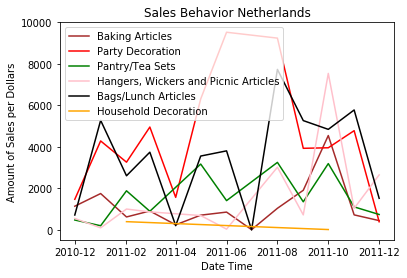 Sales Behavior Netherlands
Amount of Sales per Dollars
10000
8000
6000
4000
2000
0
Baking Articles
Party Decoration
Pantry/Tea Sets
Hangers, Wickers and Picnic Articles
Bags/Lunch Articles
Household Decoration
2010-12 2011-02 2011-04 2011-06 2011-08 2011-10 2011-12
Date Time